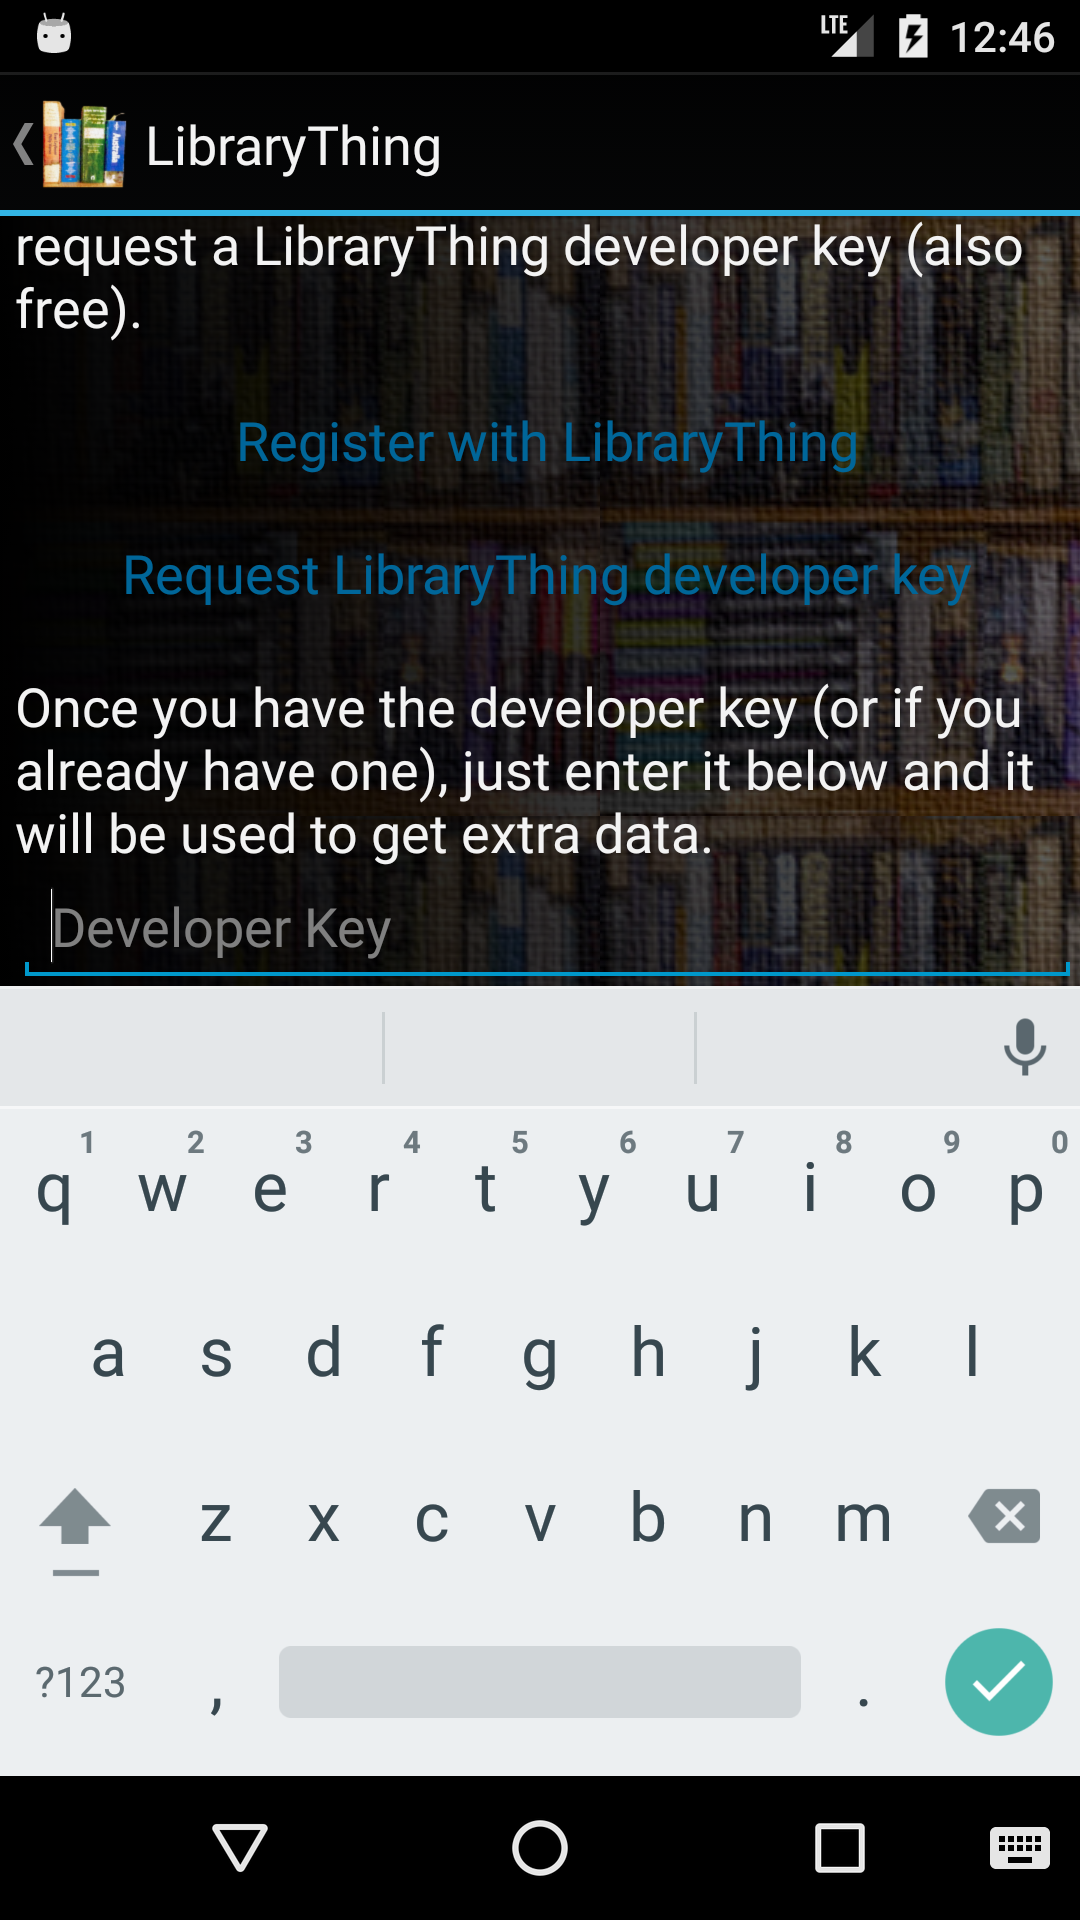 LTE 12:46
LibraryThing
request a LibraryThing developer key (also
free).
Register with LibraryThing
Request LibraryThing developer key
Once you have the developer key (or if you
already have one), just enter it below and it
will be used to get extra data.
Developer Key
1 2 3 4 5 6 7 8 9 0
q w e r t y u i o p
a s d f g h j k l
z x c v b n m
?123 , .